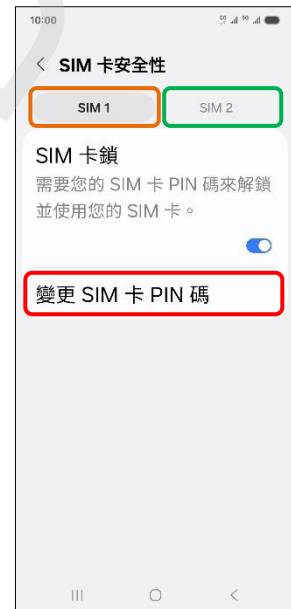 10:00
SIM 卡安全性
SIM 1
SIM 2
SIM 卡鎖
需要您的 SIM 卡 PIN 碼來解鎖
並使用您的 SIM 卡。
變更 SIM 卡 PIN 碼